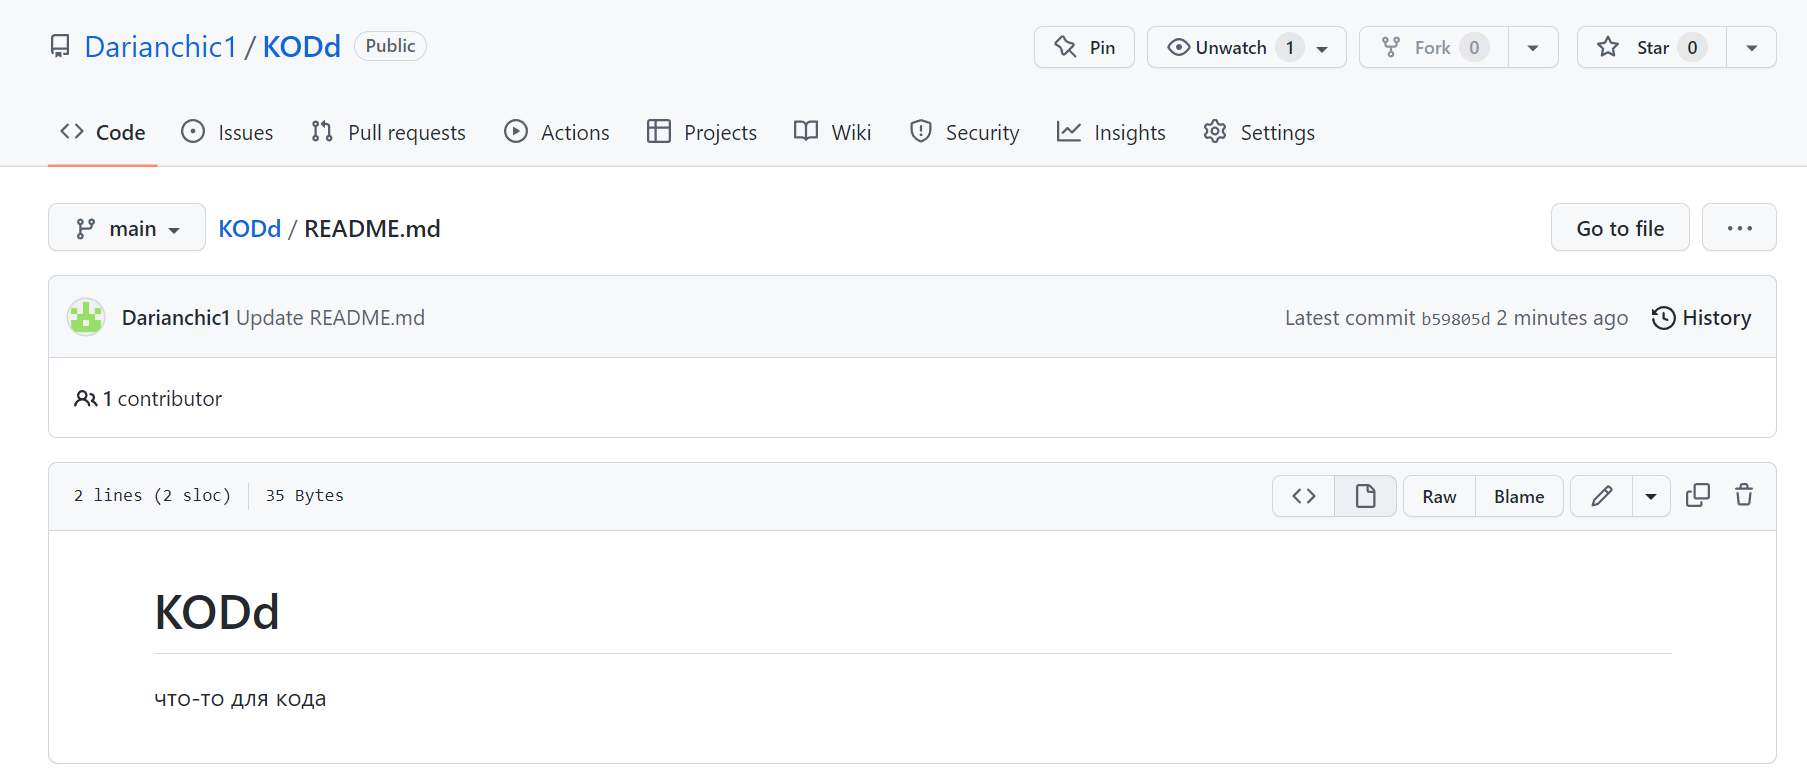 Darianchic1 / KODd Public
Pin Unwatch 1 Fork 0 Star 0
Code Issues Pull requests Actions Projects Wiki Security Insights Settings
main KODd / README.md Go to file ...
Darianchic1 Update README.md Latest commit b59805d 2 minutes ago History
1 contributor
2 lines (2 sloc) 35 Bytes Raw Blame
KODd
что-то для кода